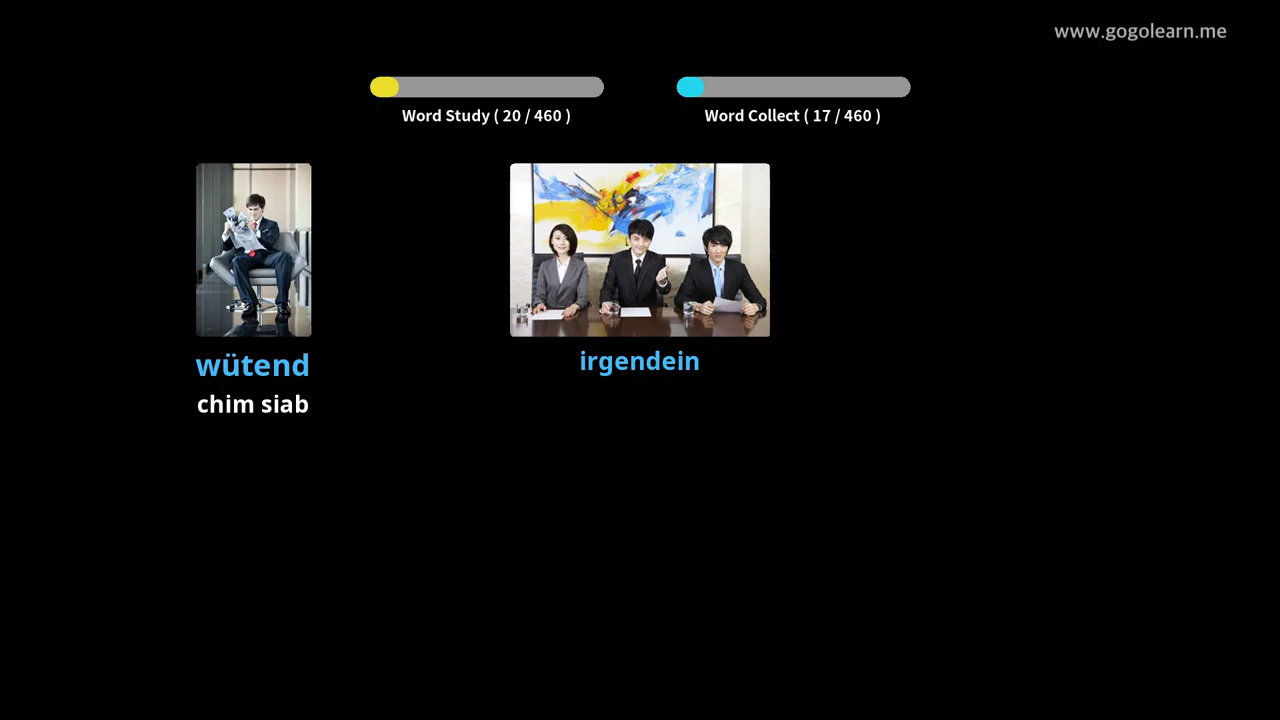 www.gogolearn.me
Word Study ( 20 / 460 )
Word Collect ( 17 / 460 )
wütend
chim siab
irgendein